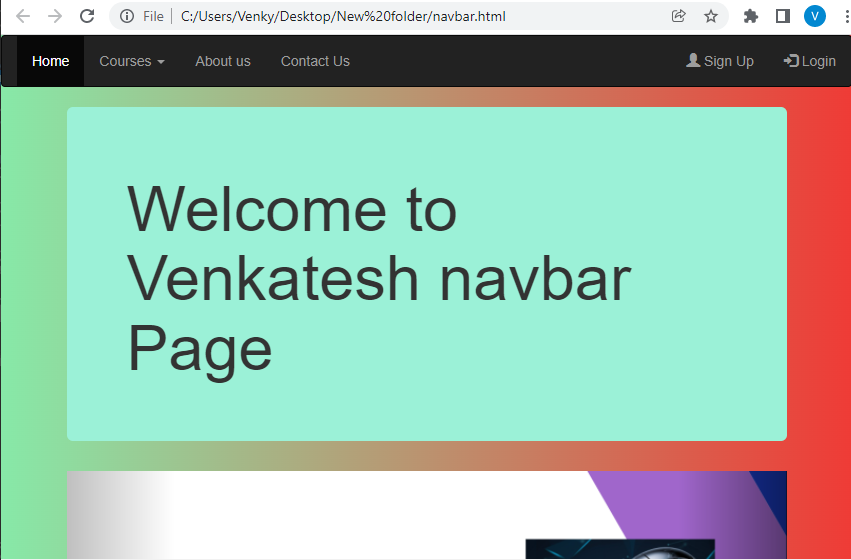 File C:/Users/Venky/Desktop/New%20folder/navbar.html V
Home Courses About us Contact Us Sign Up Login
Welcome to
Venkatesh navbar
Page